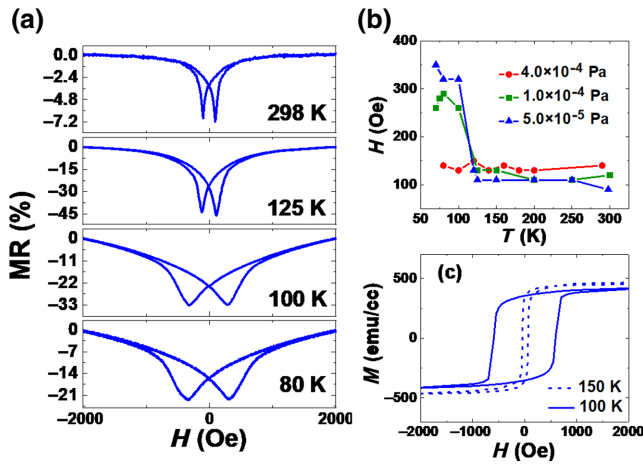 (a)
0.0
−2.4
−4.8
−7.2
298 K
0
−15
−30
−45
125 K
0
−11
−22
−33
100 K
0
−7
−14
−21
80 K
MR (%)
−2000 0 2000
H (Oe)
(b)
400
300
200
100
H (Oe)
4.0×10⁻⁴ Pa
1.0×10⁻⁴ Pa
5.0×10⁻⁵ Pa
50 100 150 200 250 300
T (K)
(c)
500
0
−500
M (emu/cc)
150 K
100 K
−2000 −1000 0 1000 2000
H (Oe)